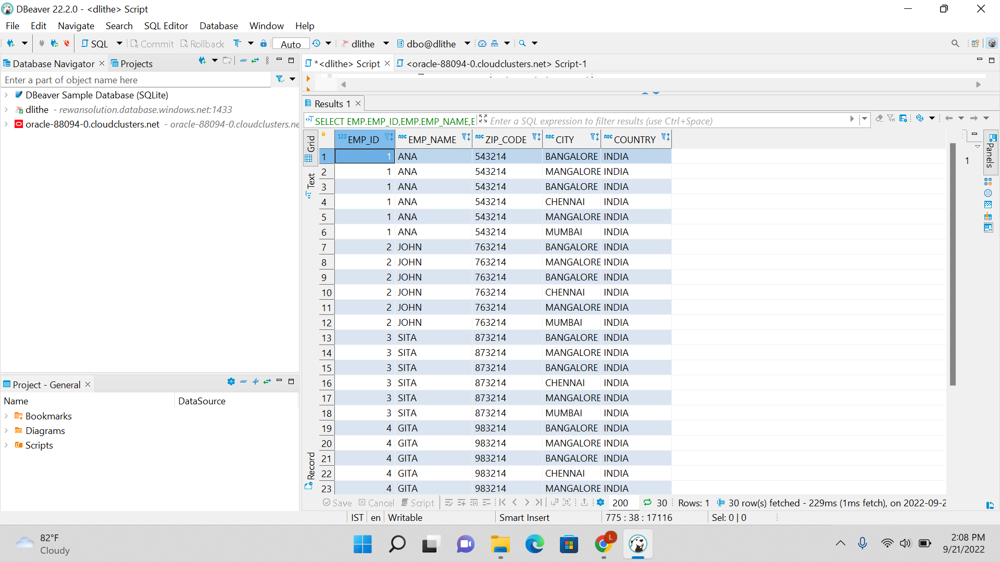 DBeaver 22.2.0 - <dlithe> Script
File Edit Navigate Search SQL Editor Database Window Help
SQL Commit Rollback Auto dlithe dbo@dlithe
Database Navigator Projects
*<dlithe> Script <oracle-88094-0.cloudclusters.net> Script-1
Enter a part of object name here
DBeaver Sample Database (SQLite)
dlithe - rewansolution.database.windows.net:1433
oracle-88094-0.cloudclusters.net - oracle-88094-0.cloudclusters.ne
Results 1
SELECT EMP.EMP_ID,EMP.EMP_NAME,E Enter a SQL expression to filter results (use Ctrl+Space)
Grid
Text
Record
123 EMP_ID ABC EMP_NAME ABC ZIP_CODE ABC CITY ABC COUNTRY
1 1 ANA 543214 BANGALORE INDIA
2 1 ANA 543214 MANGALORE INDIA
3 1 ANA 543214 BANGALORE INDIA
4 1 ANA 543214 CHENNAI INDIA
5 1 ANA 543214 MANGALORE INDIA
6 1 ANA 543214 MUMBAI INDIA
7 2 JOHN 763214 BANGALORE INDIA
8 2 JOHN 763214 MANGALORE INDIA
9 2 JOHN 763214 BANGALORE INDIA
10 2 JOHN 763214 CHENNAI INDIA
11 2 JOHN 763214 MANGALORE INDIA
12 2 JOHN 763214 MUMBAI INDIA
13 3 SITA 873214 BANGALORE INDIA
14 3 SITA 873214 MANGALORE INDIA
15 3 SITA 873214 BANGALORE INDIA
16 3 SITA 873214 CHENNAI INDIA
17 3 SITA 873214 MANGALORE INDIA
18 3 SITA 873214 MUMBAI INDIA
19 4 GITA 983214 BANGALORE INDIA
20 4 GITA 983214 MANGALORE INDIA
21 4 GITA 983214 BANGALORE INDIA
22 4 GITA 983214 CHENNAI INDIA
23 4 GITA 983214 MANGALORE INDIA
1
Panels
Project - General
Name DataSource
Bookmarks
Diagrams
Scripts
Save Cancel Script 200 30 Rows: 1 30 row(s) fetched - 229ms (1ms fetch), on 2022-09-2
IST en Writable Smart Insert 775 : 38 : 17116 Sel: 0 | 0
82°F
Cloudy
L
2:08 PM
9/21/2022